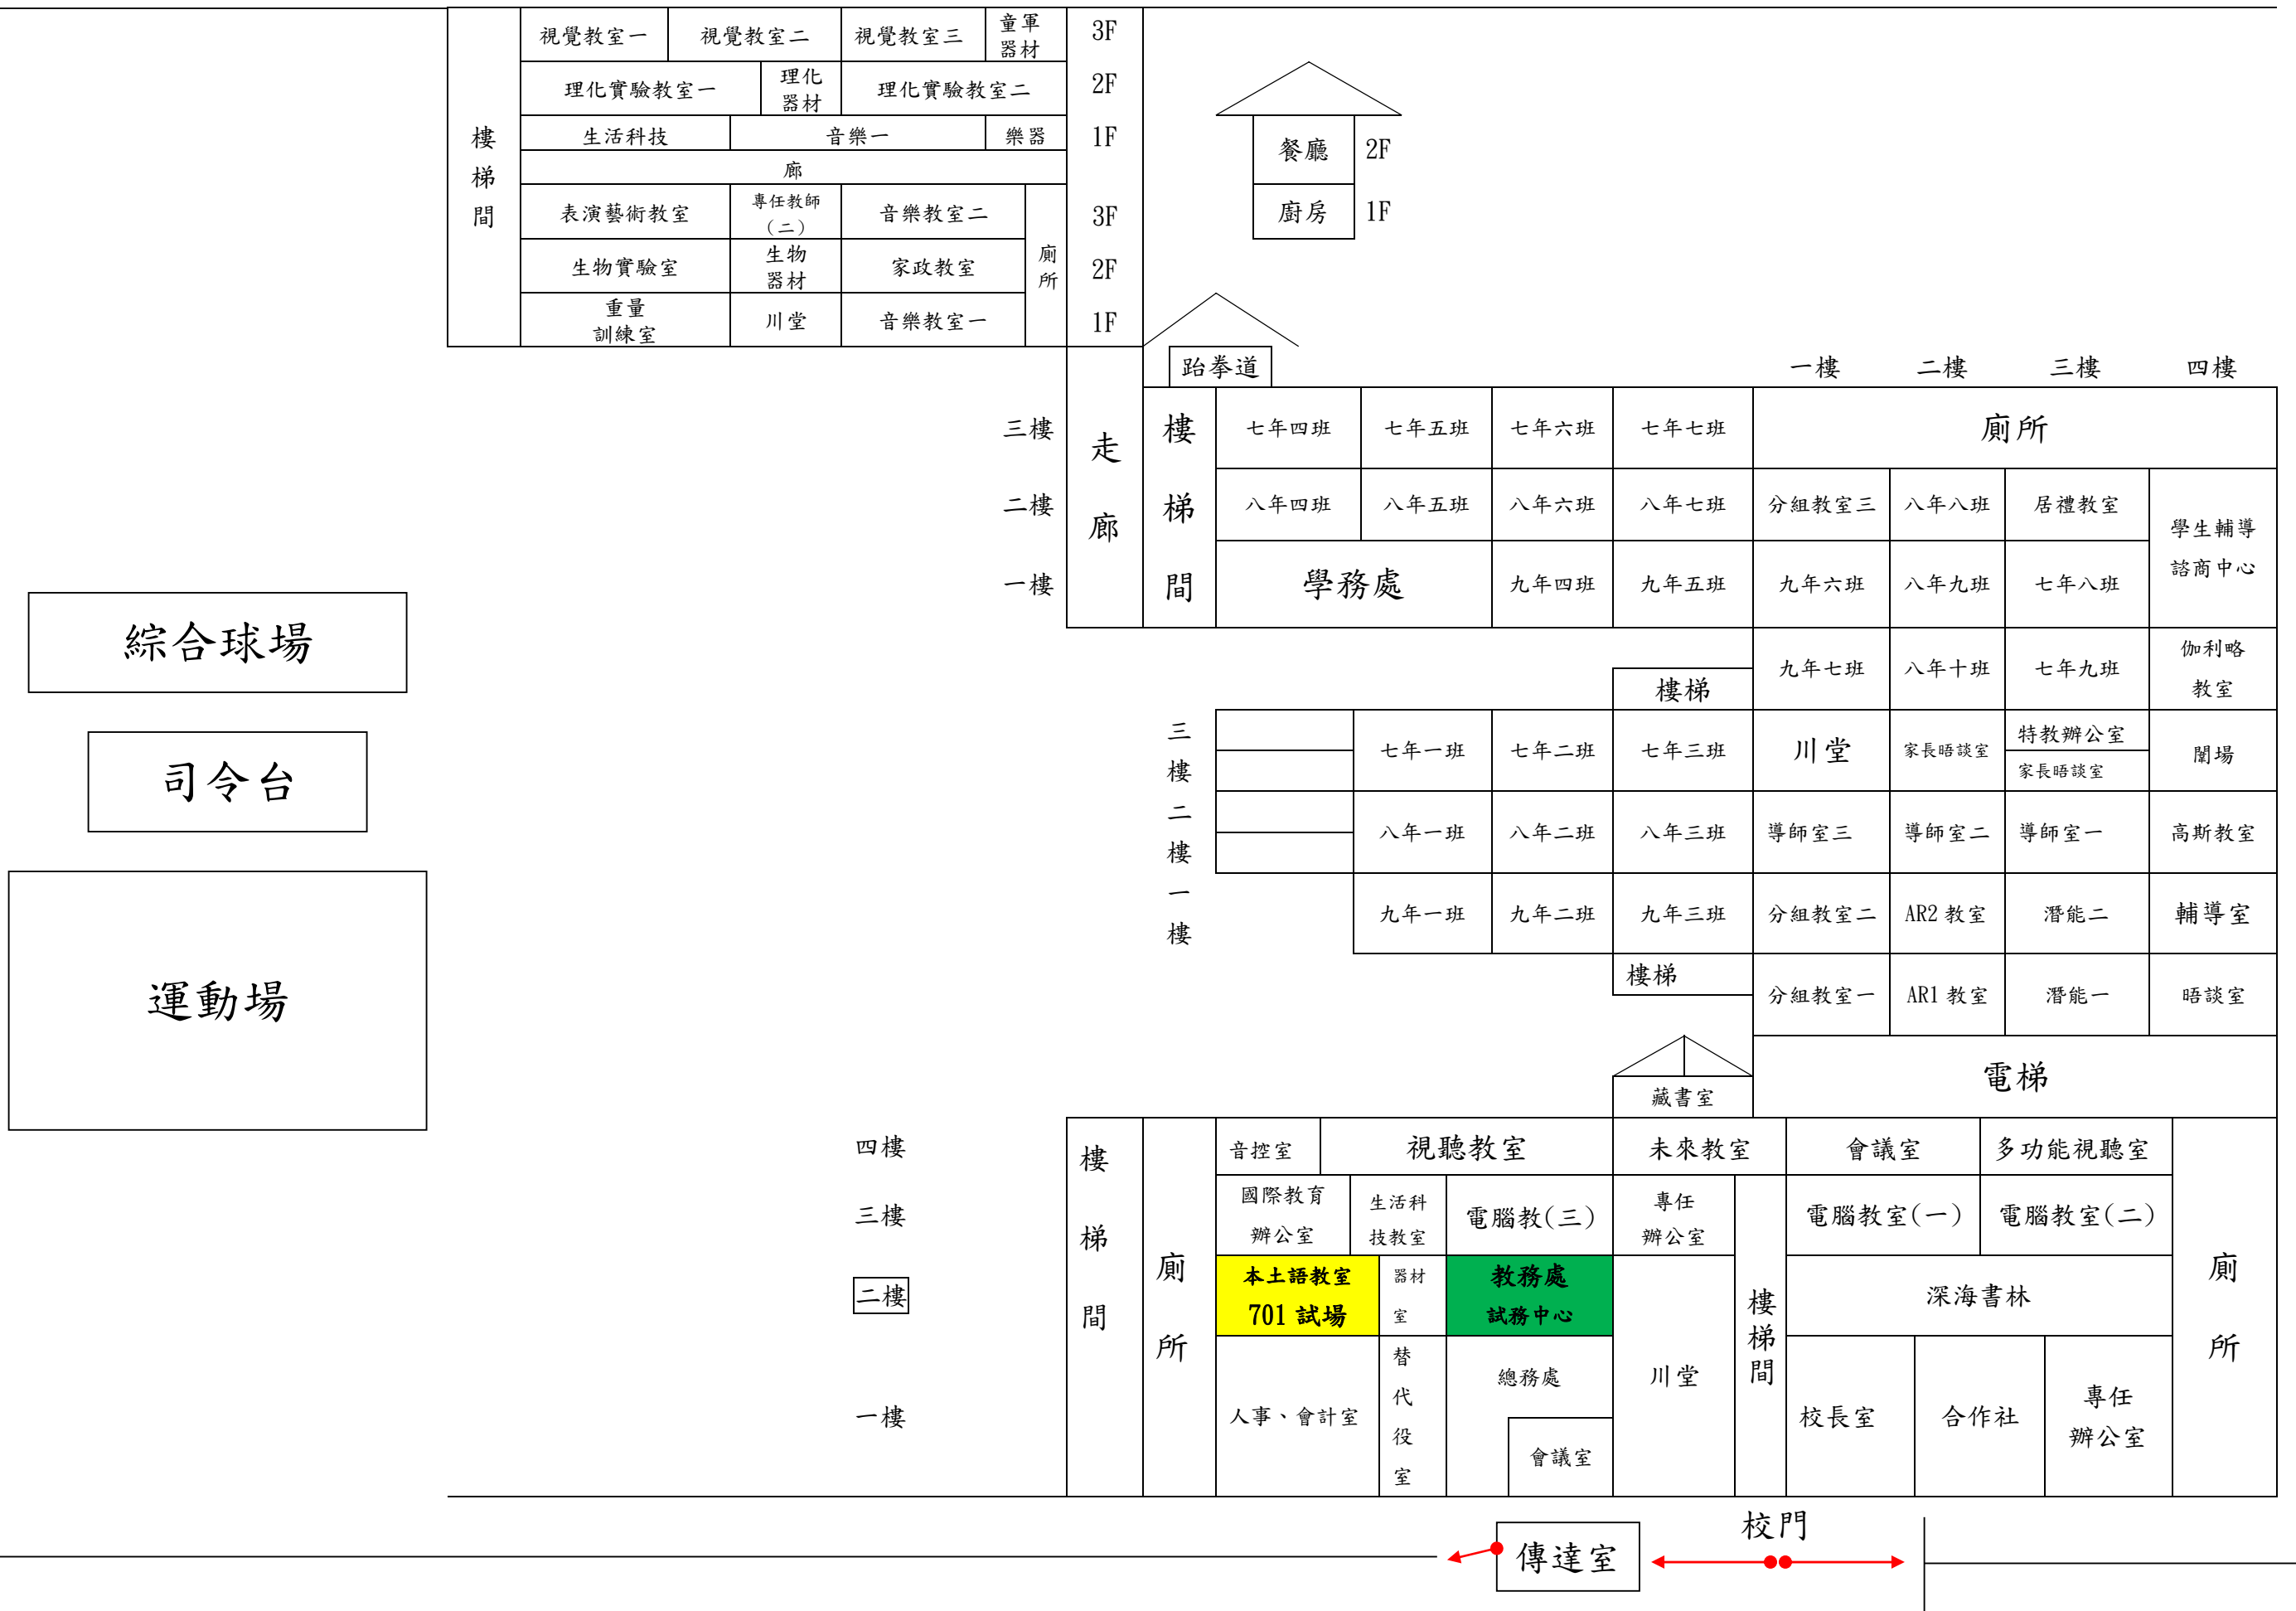 視覺教室一 視覺教室二 視覺教室三 童軍 3F
器材
理化實驗教室一 理化 理化實驗教室二 2F
器材
生活科技 音樂一 樂器 1F
廊
樓梯間
表演藝術教室 專任教師 音樂教室二 3F
(二)
生物實驗室 生物 家政教室 2F
器材
重量 川堂 音樂教室一 1F
訓練室
廁所
餐廳 2F
廚房 1F
跆拳道
一樓 二樓 三樓 四樓
走廊
樓梯間
三樓 七年四班 七年五班 七年六班 七年七班 廁所
二樓 八年四班 八年五班 八年六班 八年七班 分組教室三 八年八班 居禮教室
學生輔導
諮商中心
一樓 學務處 九年四班 九年五班 九年六班 八年九班 七年八班
綜合球場
司令台
運動場
樓梯 九年七班 八年十班 七年九班 伽利略
教室
三樓 七年一班 七年二班 七年三班 川堂 家長晤談室 特教辦公室 闈場
家長晤談室
二樓 八年一班 八年二班 八年三班 導師室三 導師室二 導師室一 高斯教室
一樓 九年一班 九年二班 九年三班 分組教室二 AR2 教室 潛能二 輔導室
樓梯 分組教室一 AR1 教室 潛能一 晤談室
電梯
藏書室
樓梯間
廁所
四樓 音控室 視聽教室 未來教室 會議室 多功能視聽室
三樓 國際教育 生活科 電腦教(三) 專任 電腦教室(一) 電腦教室(二)
辦公室 技教室 辦公室
二樓 本土語教室 器材 教務處 深海書林
701 試場 室 試務中心
樓梯間
廁所
一樓 人事、會計室 替代役室 總務處 川堂 校長室 合作社 專任
辦公室
會議室
校門
傳達室